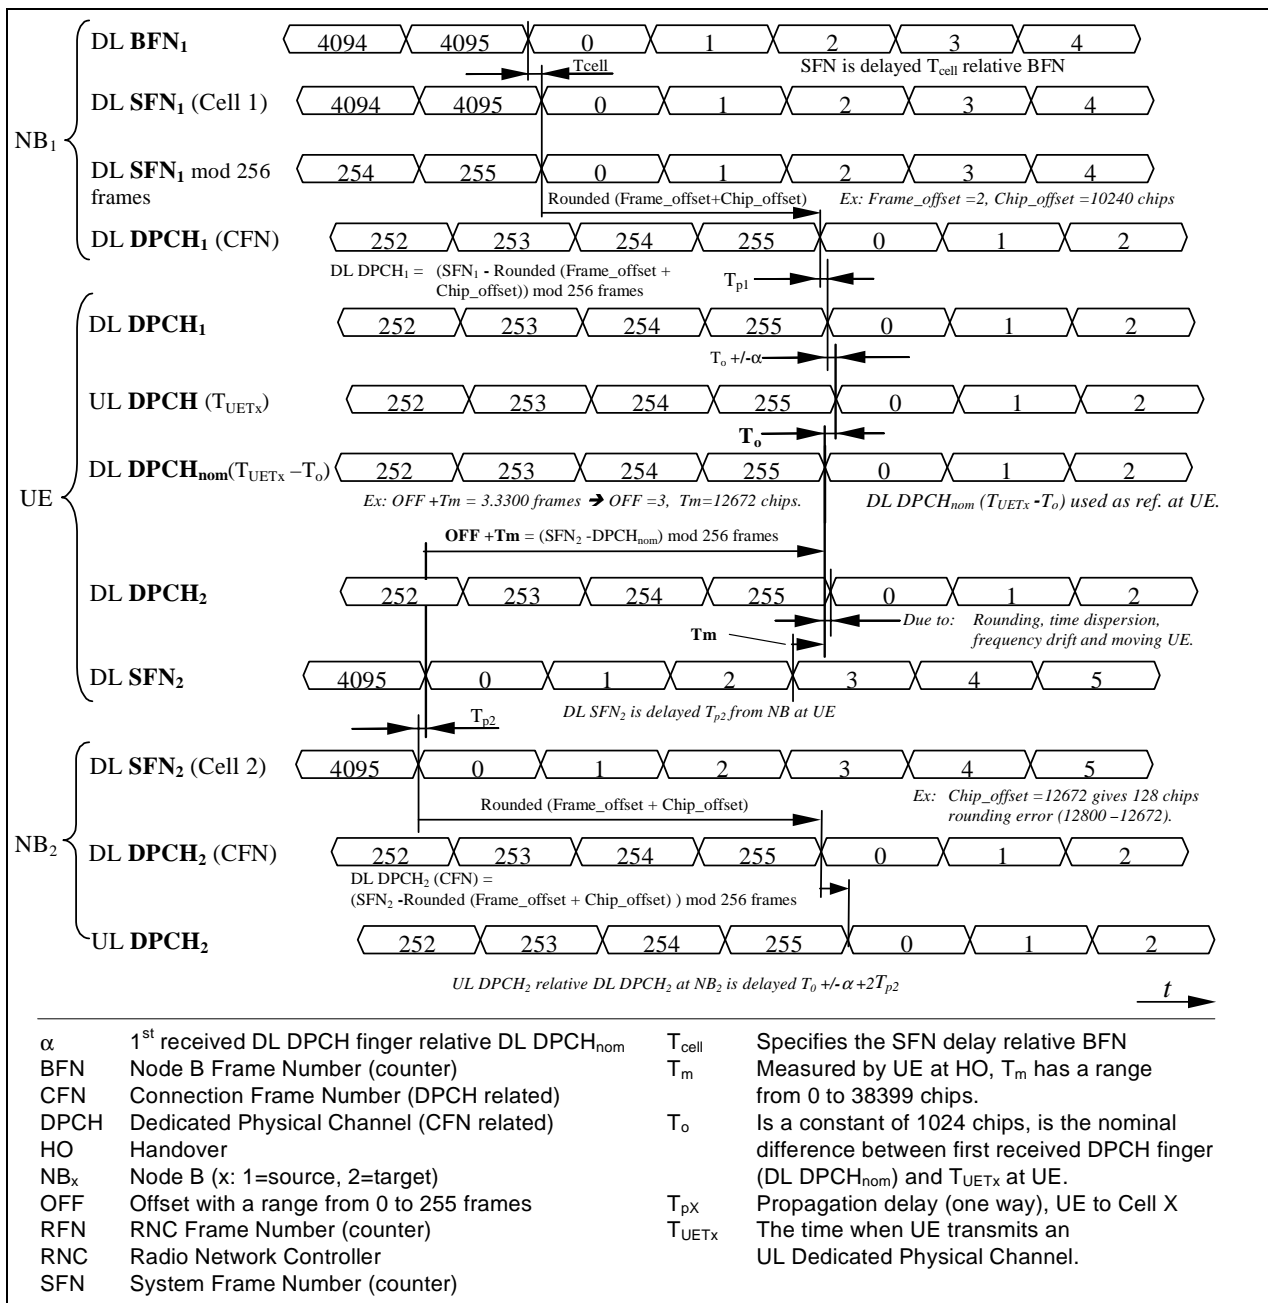 DL BFN1 4094 4095 0 1 2 3 4
Tcell SFN is delayed Tcell relative BFN
DL SFN1 (Cell 1) 4094 4095 0 1 2 3 4
NB1
DL SFN1 mod 256 frames 254 255 0 1 2 3 4
Rounded (Frame_offset+Chip_offset) Ex: Frame_offset =2, Chip_offset =10240 chips
DL DPCH1 (CFN) 252 253 254 255 0 1 2
DL DPCH1 = (SFN1 - Rounded (Frame_offset +
Chip_offset)) mod 256 frames
Tp1
DL DPCH1 252 253 254 255 0 1 2
To +/-α
UL DPCH (TUETx) 252 253 254 255 0 1 2
To
DL DPCHnom(TUETx –To) 252 253 254 255 0 1 2
UE
Ex: OFF +Tm = 3.3300 frames ➔ OFF =3, Tm=12672 chips. DL DPCHnom (TUETx -To) used as ref. at UE.
OFF +Tm = (SFN2 -DPCHnom) mod 256 frames
DL DPCH2 252 253 254 255 0 1 2
Due to: Rounding, time dispersion,
frequency drift and moving UE.
Tm
DL SFN2 4095 0 1 2 3 4 5
DL SFN2 is delayed Tp2 from NB at UE
Tp2
DL SFN2 (Cell 2) 4095 0 1 2 3 4 5
Rounded (Frame_offset + Chip_offset) Ex: Chip_offset =12672 gives 128 chips
rounding error (12800 –12672).
NB2
DL DPCH2 (CFN) 252 253 254 255 0 1 2
DL DPCH2 (CFN) =
(SFN2 -Rounded (Frame_offset + Chip_offset) ) mod 256 frames
UL DPCH2 252 253 254 255 0 1 2
UL DPCH2 relative DL DPCH2 at NB2 is delayed T0 +/-α +2Tp2
t
α 1st received DL DPCH finger relative DL DPCHnom
BFN Node B Frame Number (counter)
CFN Connection Frame Number (DPCH related)
DPCH Dedicated Physical Channel (CFN related)
HO Handover
NBx Node B (x: 1=source, 2=target)
OFF Offset with a range from 0 to 255 frames
RFN RNC Frame Number (counter)
RNC Radio Network Controller
SFN System Frame Number (counter)
Tcell Specifies the SFN delay relative BFN
Tm Measured by UE at HO, Tm has a range
from 0 to 38399 chips.
To Is a constant of 1024 chips, is the nominal
difference between first received DPCH finger
(DL DPCHnom) and TUETx at UE.
TpX Propagation delay (one way), UE to Cell X
TUETx The time when UE transmits an
UL Dedicated Physical Channel.